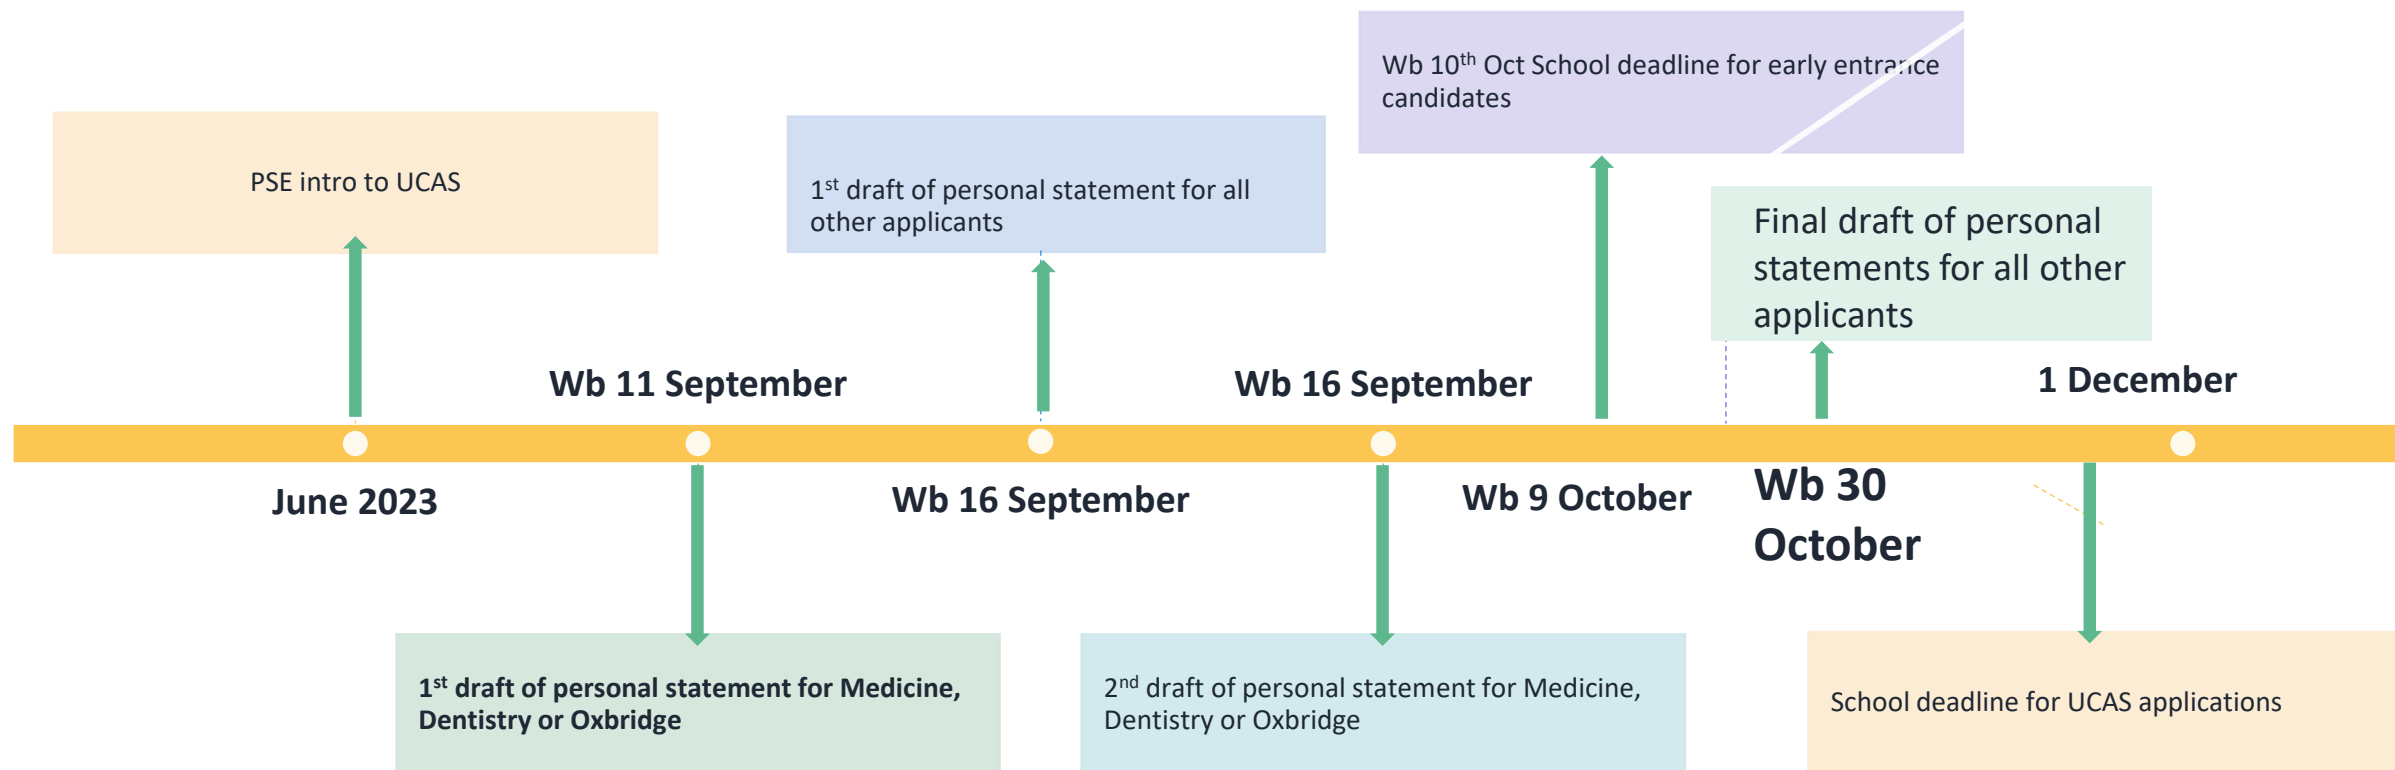 Wb 10th Oct School deadline for early entrance
candidates
PSE intro to UCAS
1st draft of personal statement for all
other applicants
Final draft of personal
statements for all other
applicants
Wb 11 September
Wb 16 September
1 December
June 2023
Wb 16 September
Wb 9 October
Wb 30
October
1st draft of personal statement for Medicine,
Dentistry or Oxbridge
2nd draft of personal statement for Medicine,
Dentistry or Oxbridge
School deadline for UCAS applications